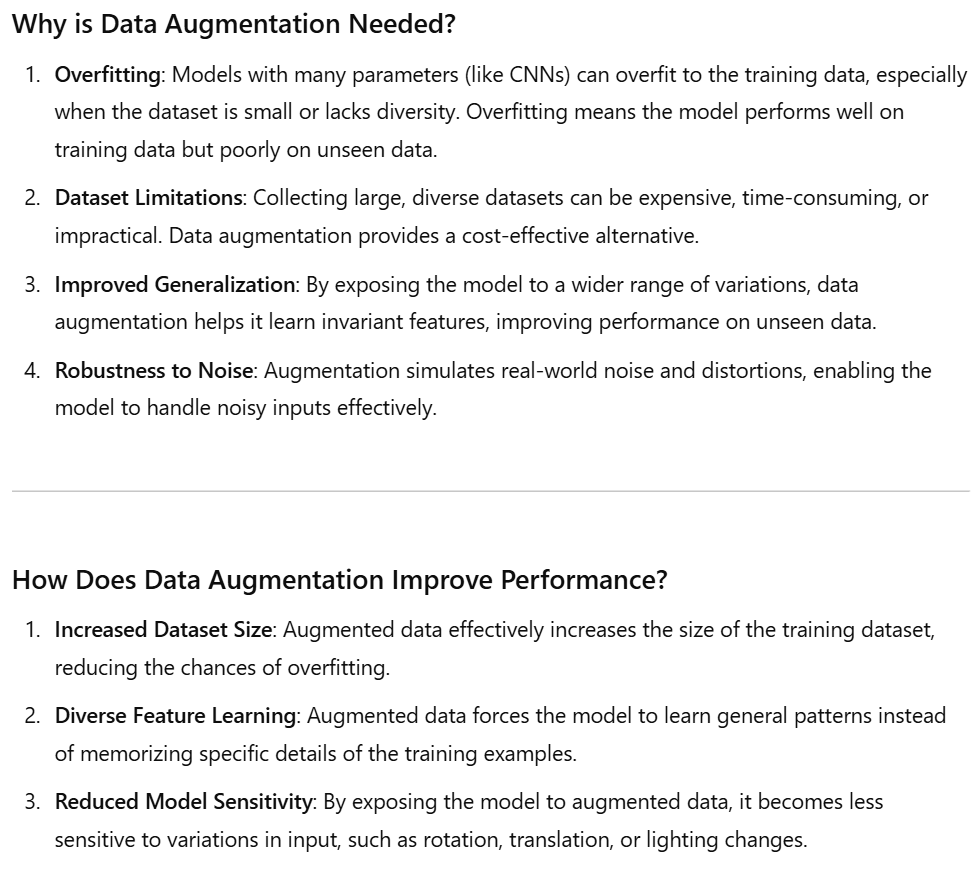 Why is Data Augmentation Needed?
1. Overfitting: Models with many parameters (like CNNs) can overfit to the training data, especially
when the dataset is small or lacks diversity. Overfitting means the model performs well on
training data but poorly on unseen data.
2. Dataset Limitations: Collecting large, diverse datasets can be expensive, time-consuming, or
impractical. Data augmentation provides a cost-effective alternative.
3. Improved Generalization: By exposing the model to a wider range of variations, data
augmentation helps it learn invariant features, improving performance on unseen data.
4. Robustness to Noise: Augmentation simulates real-world noise and distortions, enabling the
model to handle noisy inputs effectively.
How Does Data Augmentation Improve Performance?
1. Increased Dataset Size: Augmented data effectively increases the size of the training dataset,
reducing the chances of overfitting.
2. Diverse Feature Learning: Augmented data forces the model to learn general patterns instead
of memorizing specific details of the training examples.
3. Reduced Model Sensitivity: By exposing the model to augmented data, it becomes less
sensitive to variations in input, such as rotation, translation, or lighting changes.